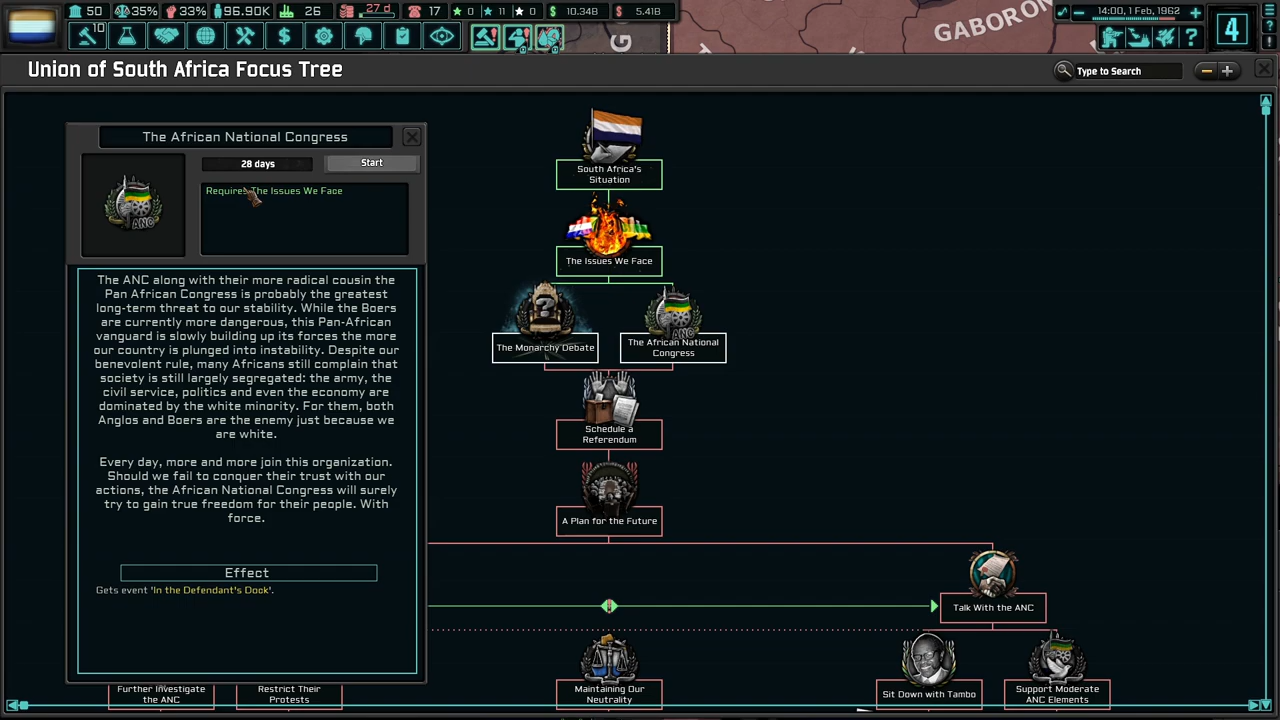 50 35% 33% 96.90K 26 27 d 17 0 11 0 $ 10.34B $ 5.41B 14:00, 1 Feb, 1962
10
4
GABORONE
G
Union of South Africa Focus Tree
Type to Search
The African National Congress
28 days
Start
Requires The Issues We Face
ANC
The ANC along with their more radical cousin the
Pan African Congress is probably the greatest
long-term threat to our stability. While the Boers
are currently more dangerous, this Pan-African
vanguard is slowly building up its forces the more
our country is plunged into instability. Despite our
benevolent rule, many Africans still complain that
society is still largely segregated: the army, the
civil service, politics and even the economy are
dominated by the white minority. For them, both
Anglos and Boers are the enemy just because we
are white.
Every day, more and more join this organization.
Should we fail to conquer their trust with our
actions, the African National Congress will surely
try to gain true freedom for their people. With
force.
Effect
Gets event 'In the Defendant's Dock'.
South Africa's
Situation
The Issues We Face
The Monarchy Debate
ANC
The African National
Congress
Schedule a
Referendum
A Plan for the Future
Talk With the ANC
Further Investigate
the ANC
Restrict Their
Protests
Maintaining Our
Neutrality
Sit Down with Tambo
Support Moderate
ANC Elements